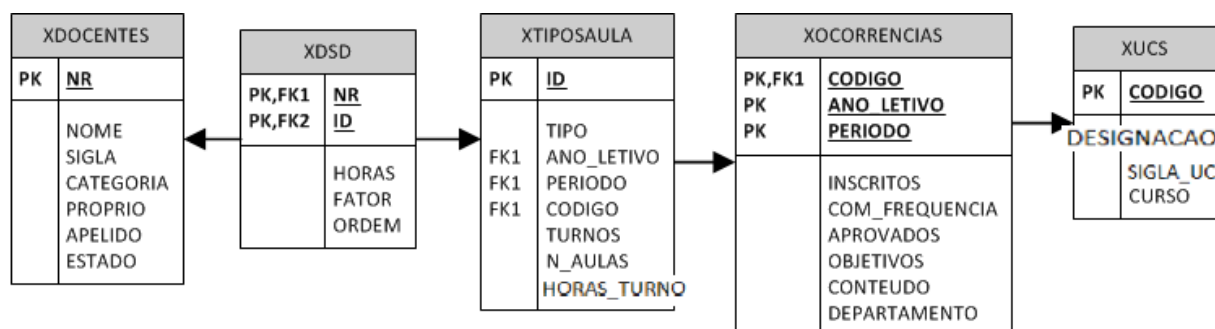 XDOCENTES
PK NR
NOME
SIGLA
CATEGORIA
PROPRIO
APELIDO
ESTADO
XDSD
PK,FK1 NR
PK,FK2 ID
HORAS
FATOR
ORDEM
XTIPOSAULA
PK ID
TIPO
FK1 ANO_LETIVO
FK1 PERIODO
FK1 CODIGO
TURNOS
N_AULAS
HORAS_TURNO
XOCORRENCIAS
PK,FK1 CODIGO
PK ANO_LETIVO
PK PERIODO
INSCRITOS
COM_FREQUENCIA
APROVADOS
OBJETIVOS
CONTEUDO
DEPARTAMENTO
XUCS
PK CODIGO
DESIGNACAO
SIGLA_UC
CURSO